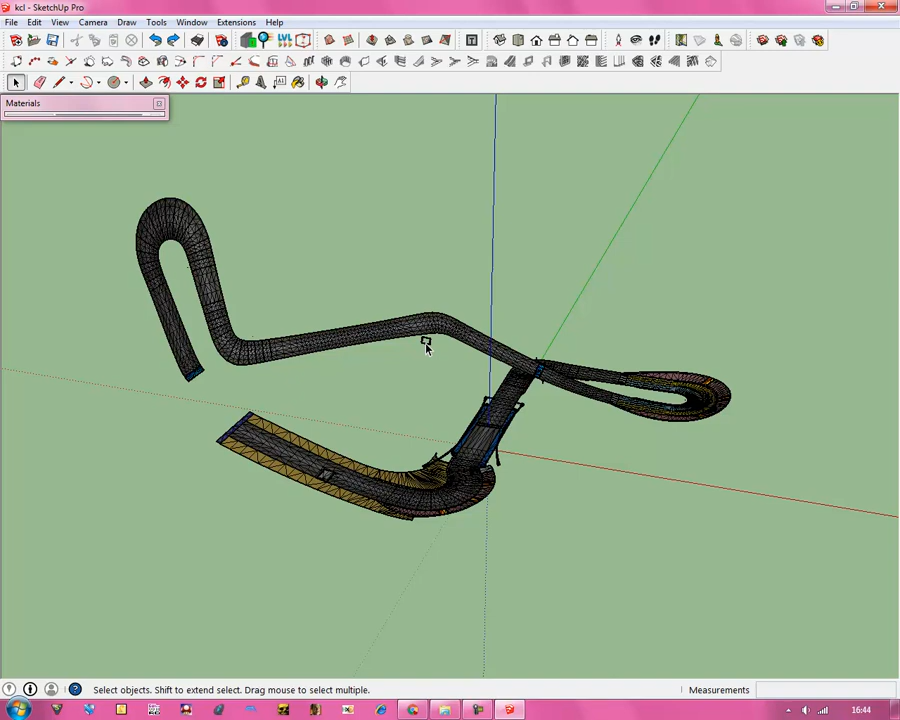 kcl - SketchUp Pro
File Edit View Camera Draw Tools Window Extensions Help
LVL
Materials
Select objects. Shift to extend select. Drag mouse to select multiple.
Measurements
16:44